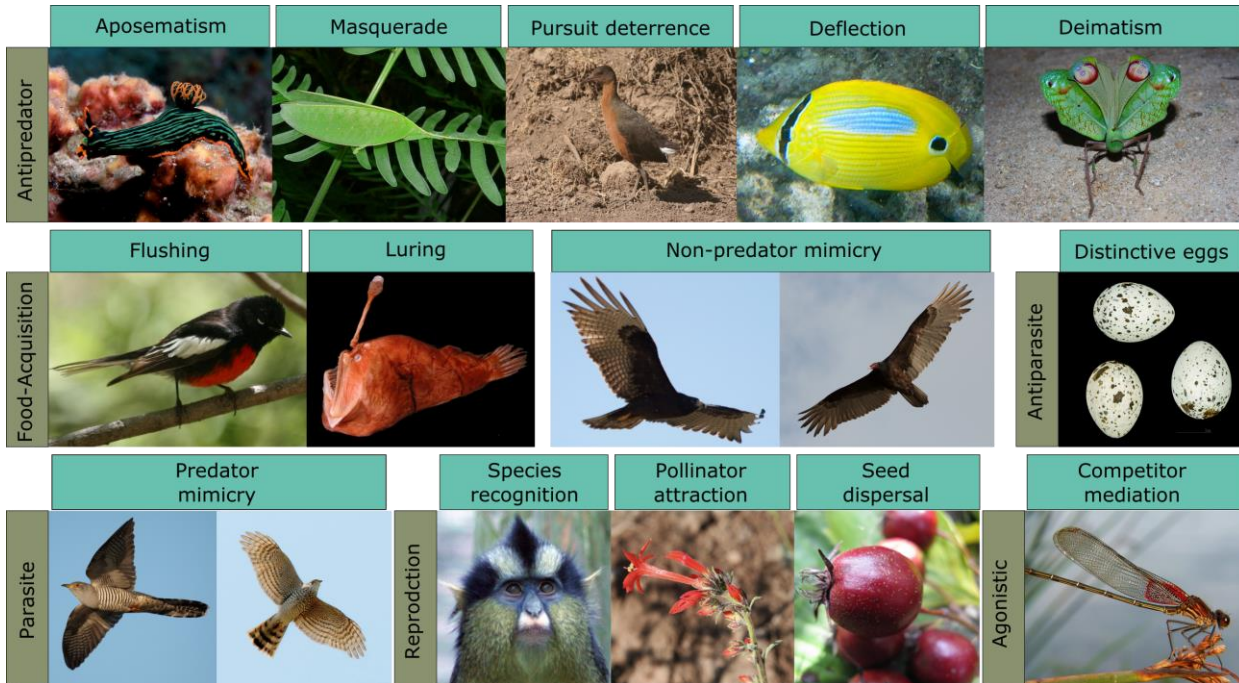 Aposematism
Masquerade
Pursuit deterrence
Deflection
Deimatism
Antipredator
Flushing
Luring
Non-predator mimicry
Distinctive eggs
Food-Acquisition
Antiparasite
Predator
mimicry
Species
recognition
Pollinator
attraction
Seed
dispersal
Competitor
mediation
Parasite
Reprodction
Agonistic